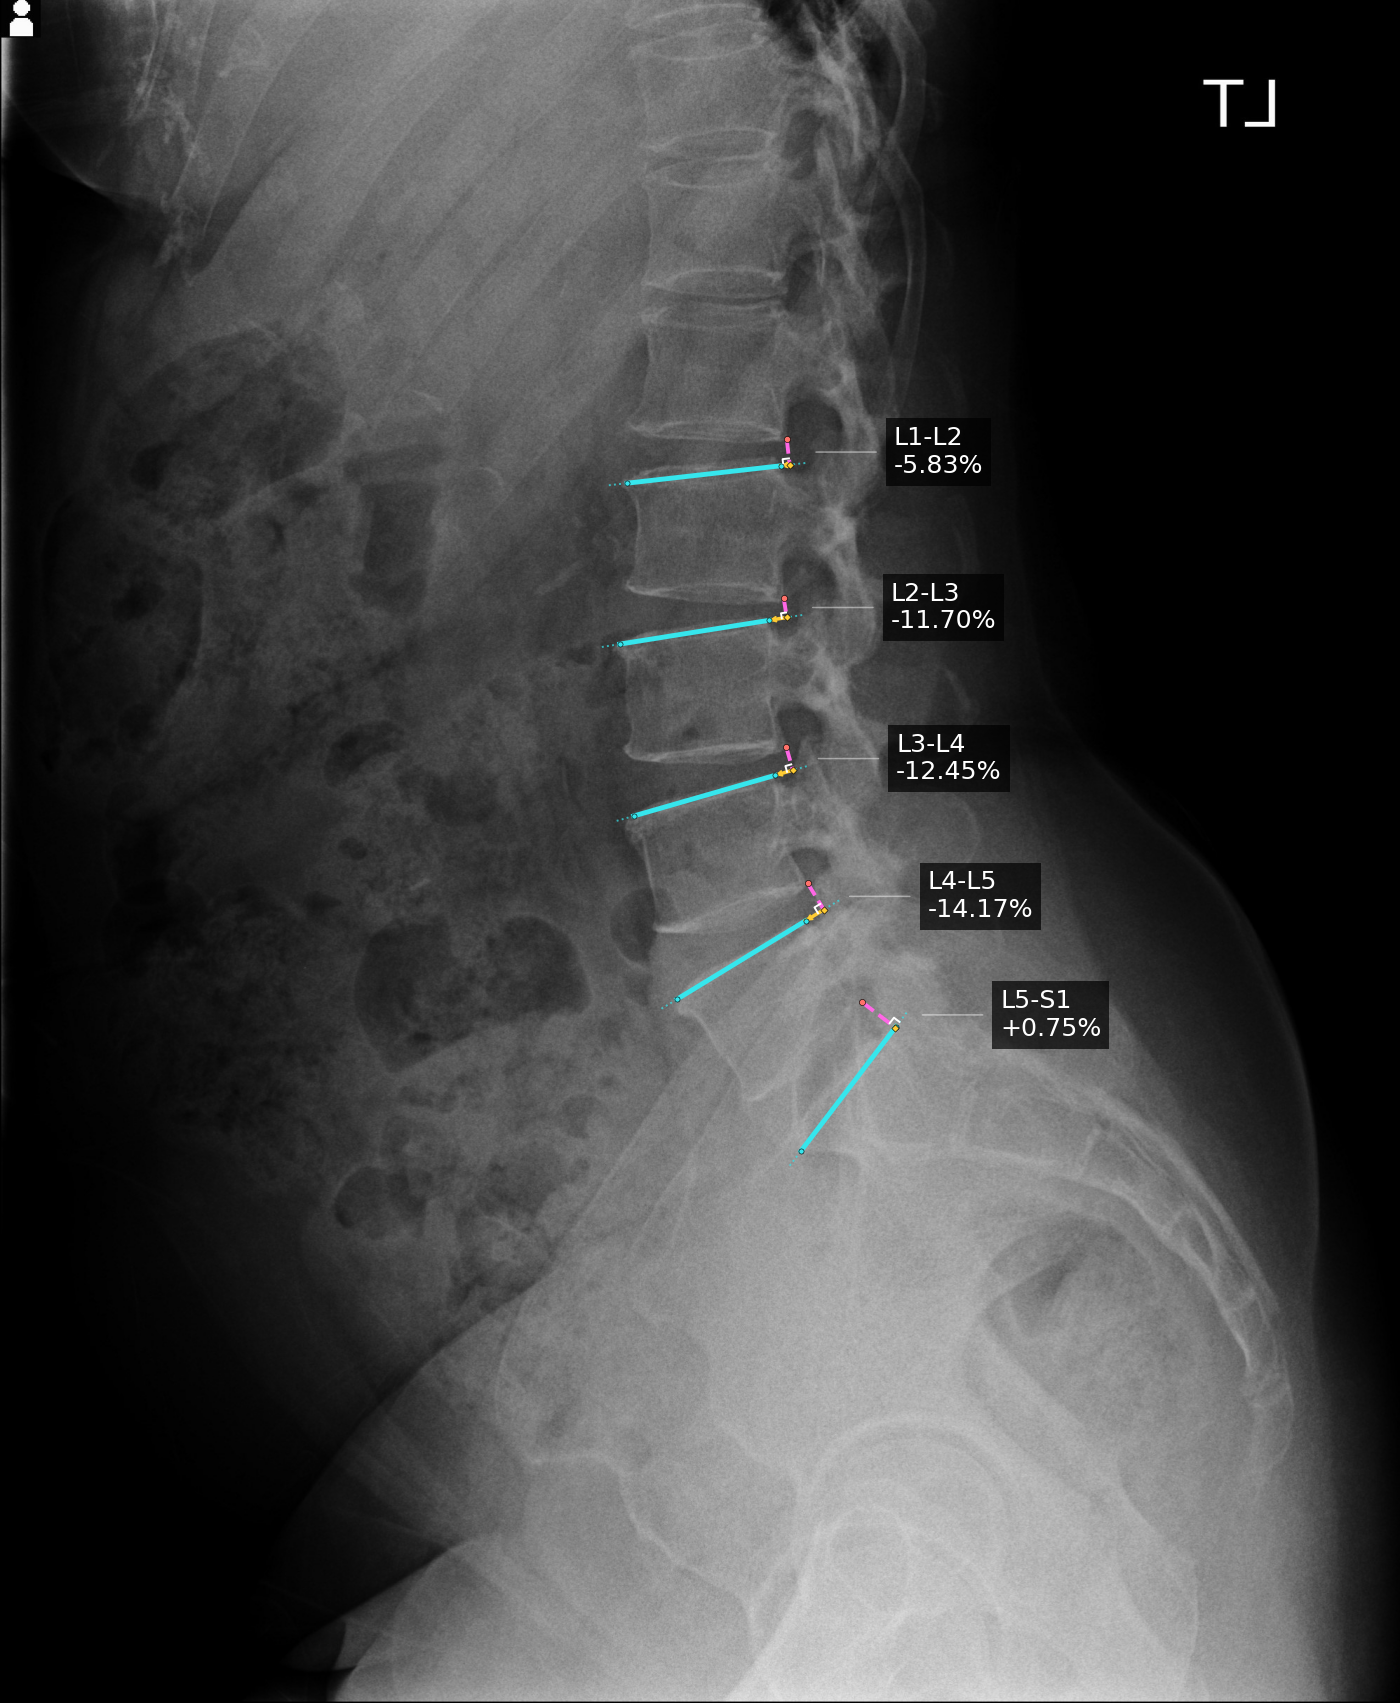 LT
L1-L2
-5.83%
L2-L3
-11.70%
L3-L4
-12.45%
L4-L5
-14.17%
L5-S1
+0.75%